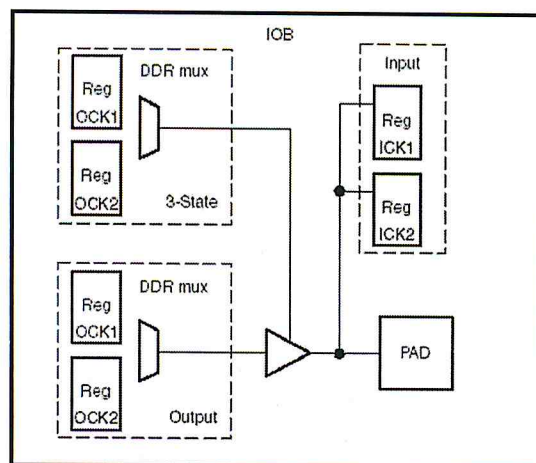 IOB
DDR mux
Reg
OCK1
Reg
OCK2
3-State
Input
Reg
ICK1
Reg
ICK2
DDR mux
Reg
OCK1
Reg
OCK2
Output
PAD